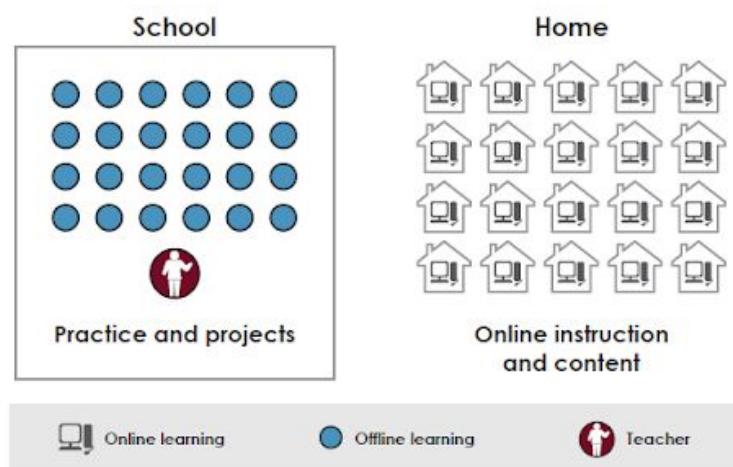 School
Home
Practice and projects
Online instruction
and content
Online learning
Offline learning
Teacher